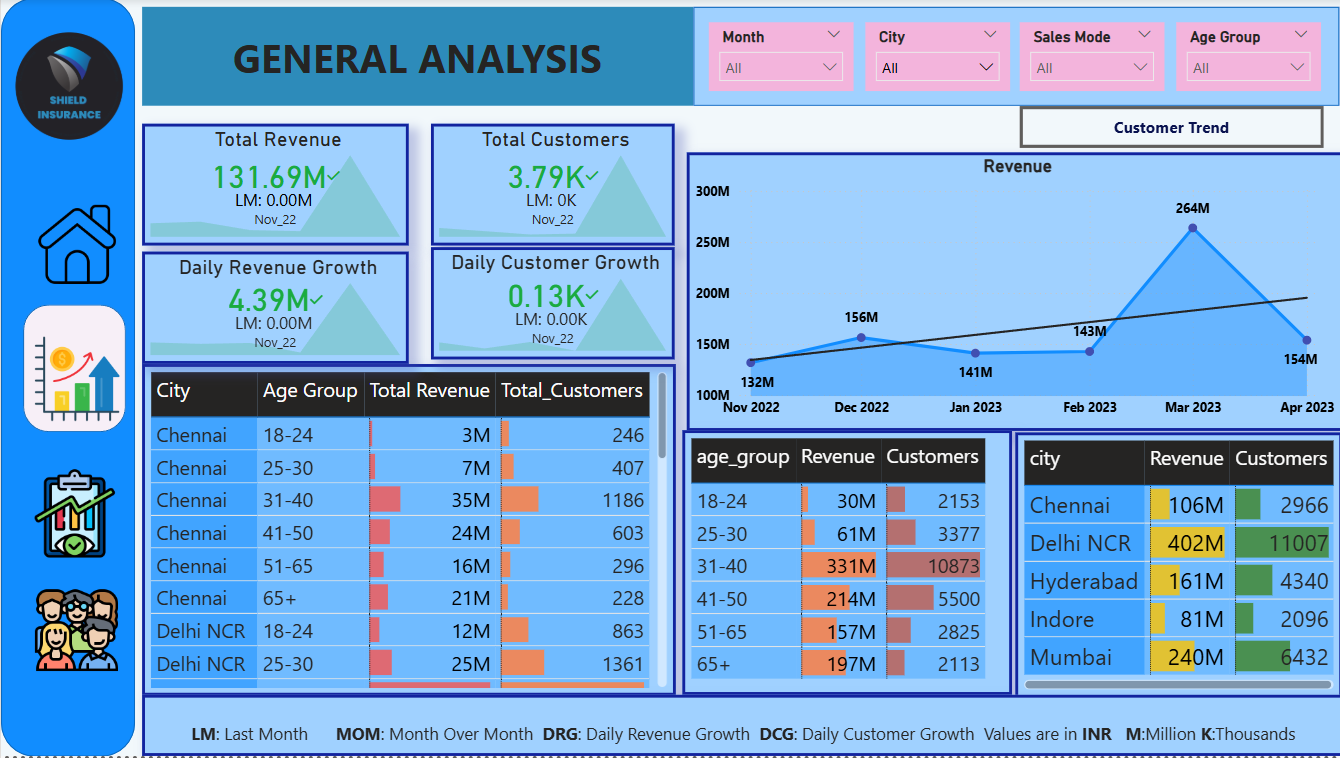 SHIELD
INSURANCE
GENERAL ANALYSIS
Month
All
City
All
Sales Mode
All
Age Group
All
Customer Trend
Total Revenue
131.69M
LM: 0.00M
Nov_22
Total Customers
3.79K
LM: 0K
Nov_22
Daily Revenue Growth
4.39M
LM: 0.00M
Nov_22
Daily Customer Growth
0.13K
LM: 0.00K
Nov_22
Revenue
300M
250M
200M
150M
100M
132M
156M
141M
143M
264M
154M
Nov 2022 Dec 2022 Jan 2023 Feb 2023 Mar 2023 Apr 2023
City Age Group Total Revenue Total_Customers
Chennai 18-24 3M 246
Chennai 25-30 7M 407
Chennai 31-40 35M 1186
Chennai 41-50 24M 603
Chennai 51-65 16M 296
Chennai 65+ 21M 228
Delhi NCR 18-24 12M 863
Delhi NCR 25-30 25M 1361
age_group Revenue Customers
18-24 30M 2153
25-30 61M 3377
31-40 331M 10873
41-50 214M 5500
51-65 157M 2825
65+ 197M 2113
city Revenue Customers
Chennai 106M 2966
Delhi NCR 402M 11007
Hyderabad 161M 4340
Indore 81M 2096
Mumbai 240M 6432
LM: Last Month MOM: Month Over Month DRG: Daily Revenue Growth DCG: Daily Customer Growth Values are in INR M:Million K:Thousands